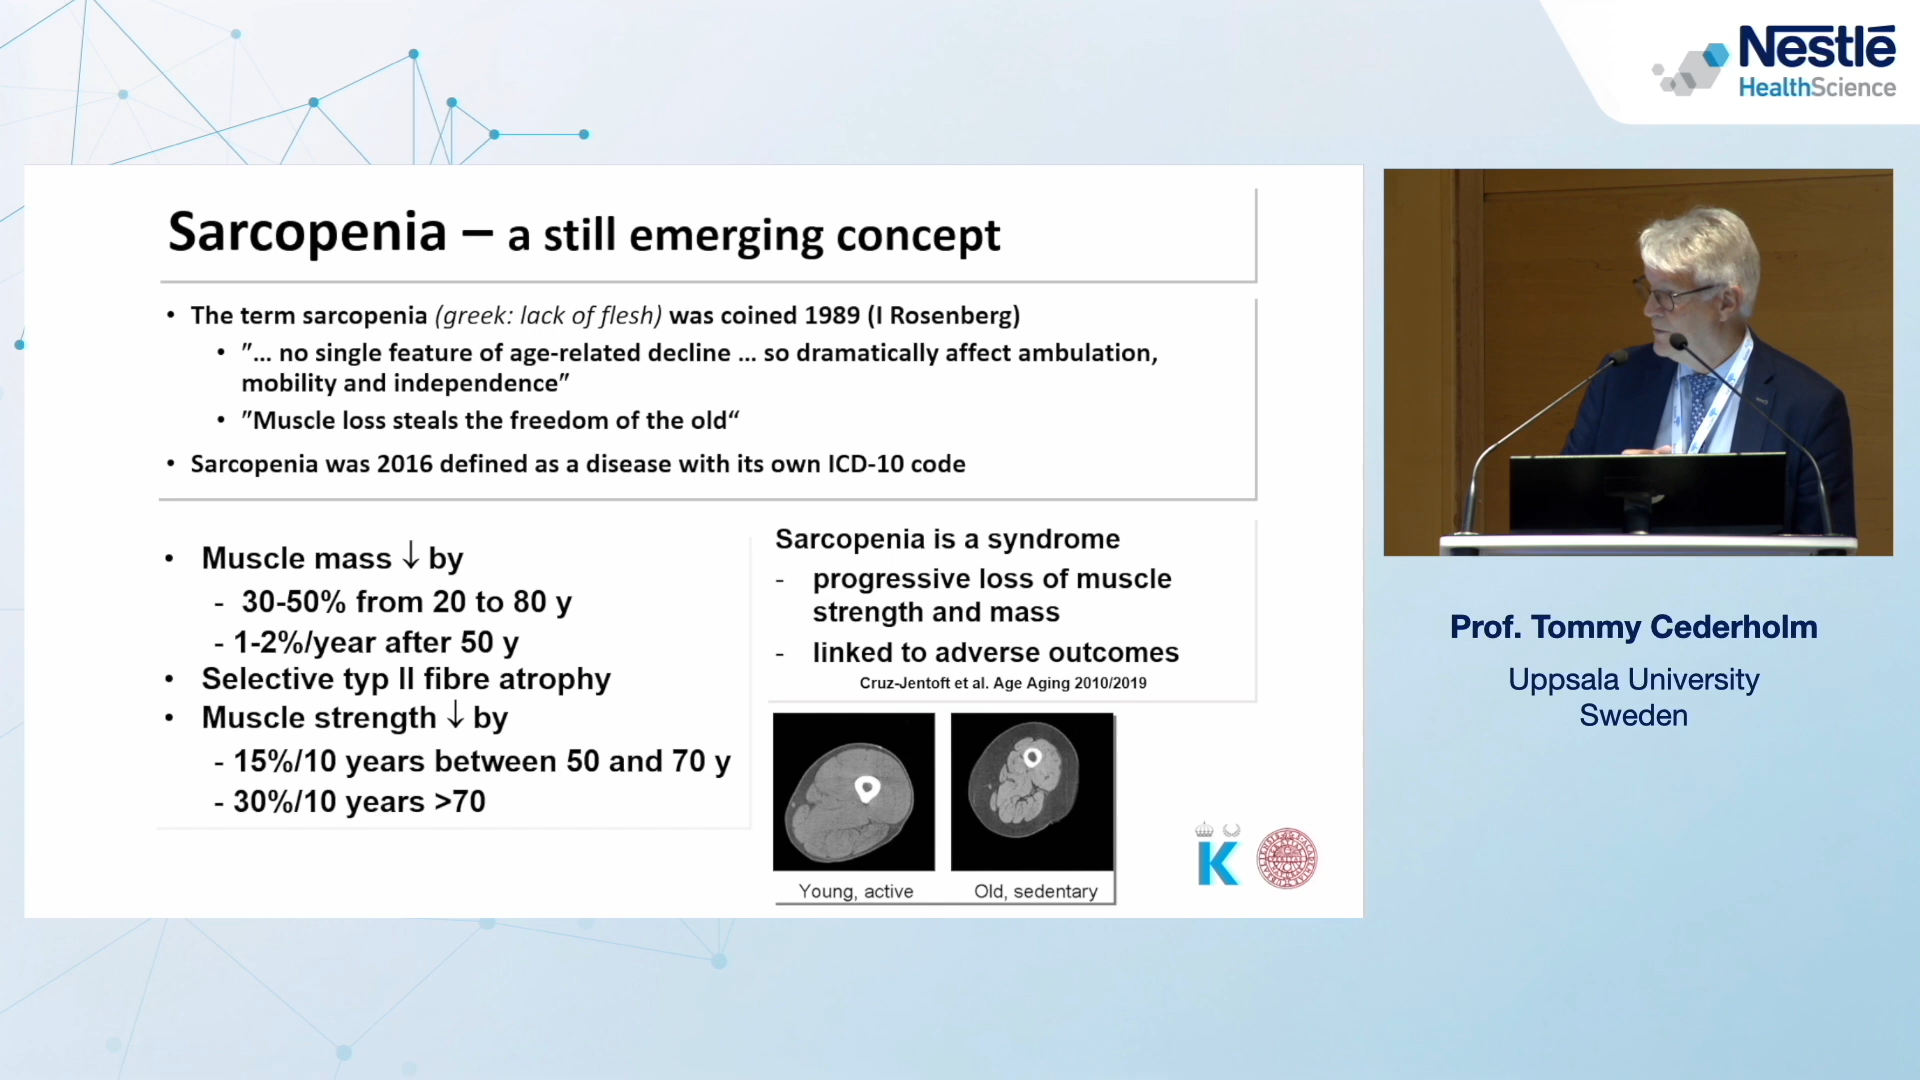 Nestlé
HealthScience
Sarcopenia – a still emerging concept
• The term sarcopenia (greek: lack of flesh) was coined 1989 (I Rosenberg)
• ”... no single feature of age-related decline ... so dramatically affect ambulation,
mobility and independence”
• ”Muscle loss steals the freedom of the old“
• Sarcopenia was 2016 defined as a disease with its own ICD-10 code
• Muscle mass ↓ by
- 30-50% from 20 to 80 y
- 1-2%/year after 50 y
• Selective typ II fibre atrophy
• Muscle strength ↓ by
- 15%/10 years between 50 and 70 y
- 30%/10 years >70
Sarcopenia is a syndrome
- progressive loss of muscle
strength and mass
- linked to adverse outcomes
Cruz-Jentoft et al. Age Aging 2010/2019
Young, active
Old, sedentary
K
Prof. Tommy Cederholm
Uppsala University
Sweden